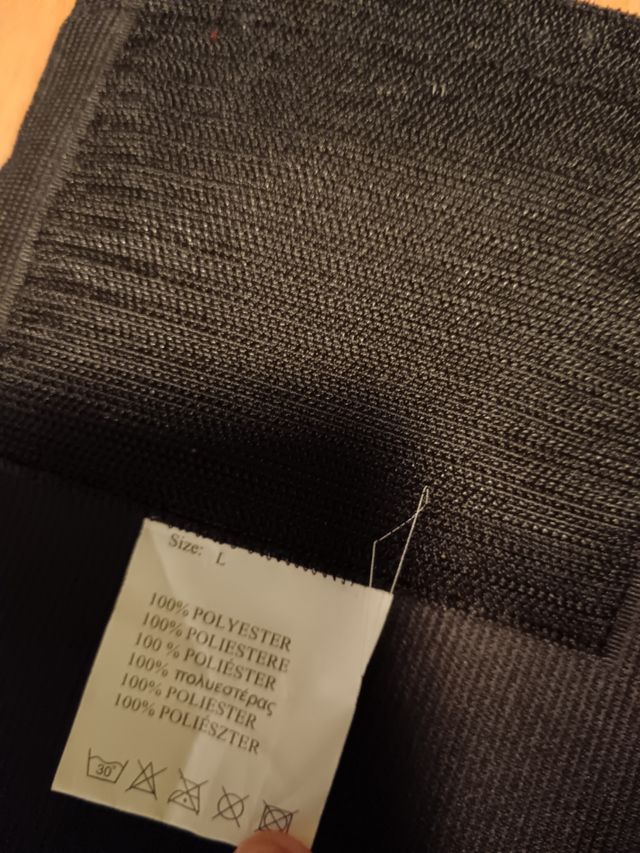 Size: L
100% POLYESTER
100% POLIESTERE
100 % POLIÉSTER
100% πολυεστέρας
100% POLIESTER
100% POLIÉSZTER
30°